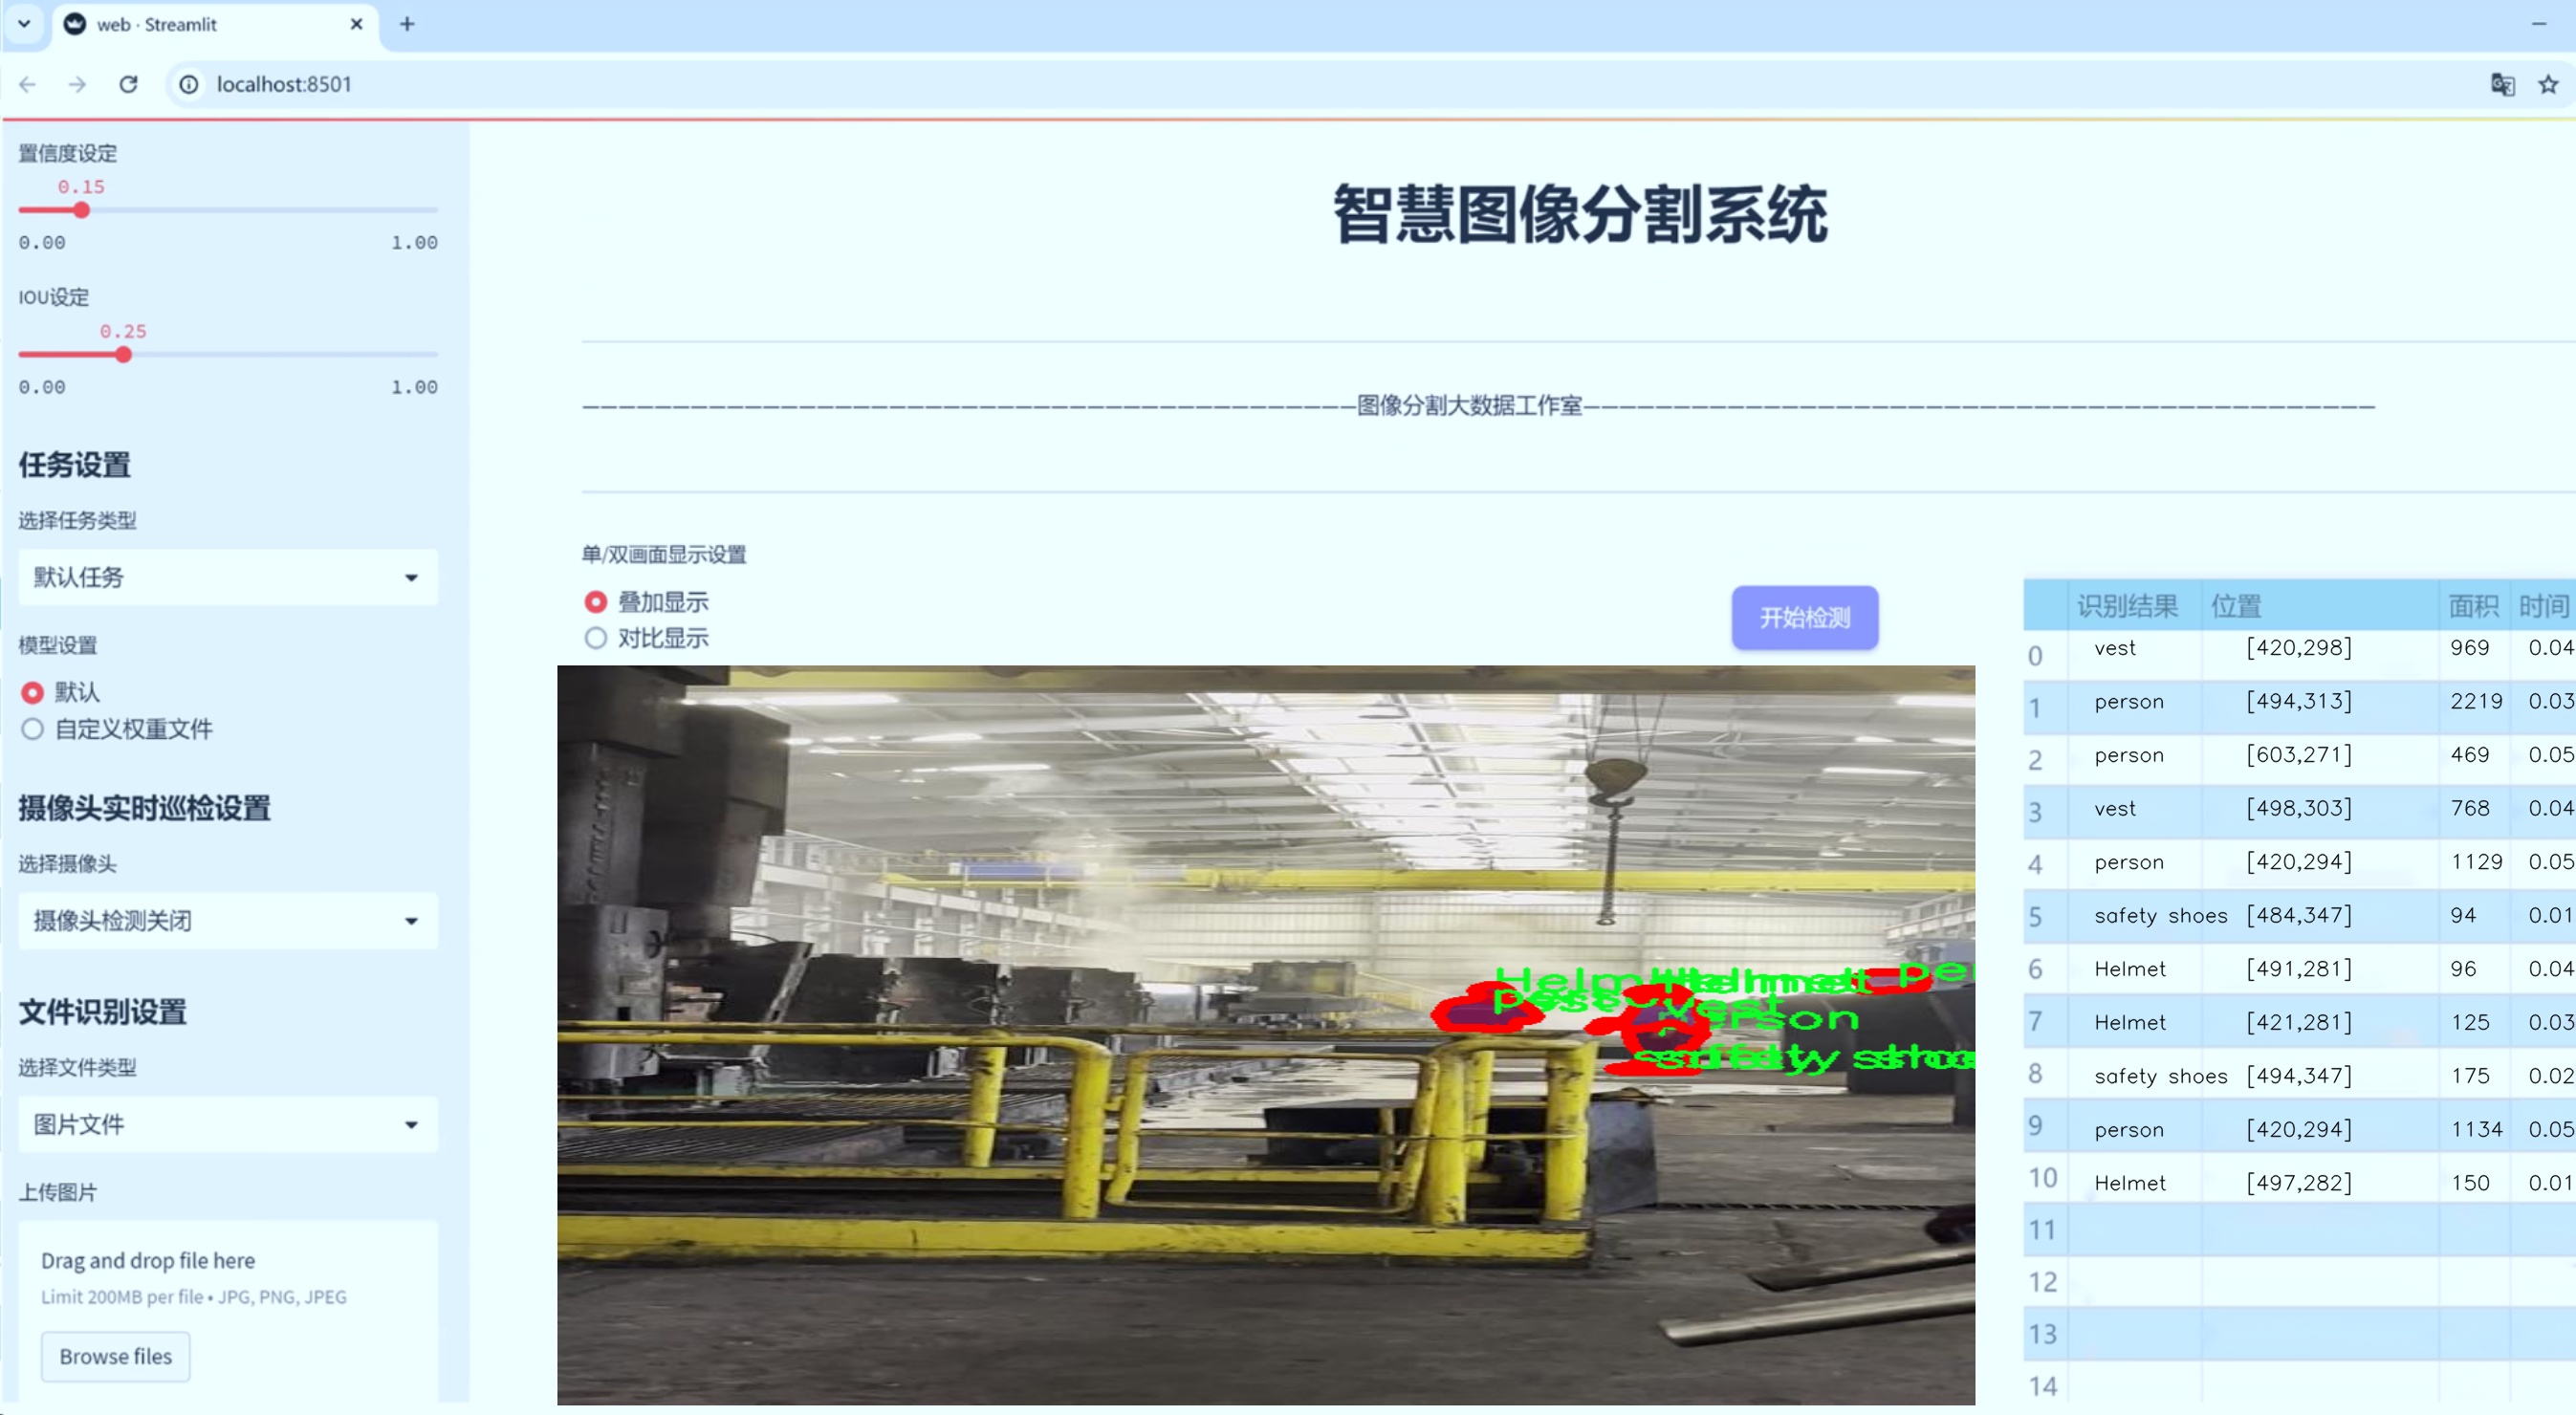 web · Streamlit
localhost:8501
置信度设定
0.15
0.00 1.00
IOU设定
0.25
0.00 1.00
任务设置
选择任务类型
默认任务
模型设置
默认
自定义权重文件
摄像头实时巡检设置
选择摄像头
摄像头检测关闭
文件识别设置
选择文件类型
图片文件
上传图片
Drag and drop file here
Limit 200MB per file • JPG, PNG, JPEG
Browse files
智慧图像分割系统
图像分割大数据工作室
单/双画面显示设置
叠加显示
对比显示
开始检测
vest
person
识别结果 位置 面积 时间
0 vest [420,298] 969 0.04
1 person [494,313] 2219 0.03
2 person [603,271] 469 0.05
3 vest [498,303] 768 0.04
4 person [420,294] 1129 0.05
5 safety shoes [484,347] 94 0.01
6 Helmet [491,281] 96 0.04
7 Helmet [421,281] 125 0.03
8 safety shoes [494,347] 175 0.02
9 person [420,294] 1134 0.05
10 Helmet [497,282] 150 0.01
11
12
13
14